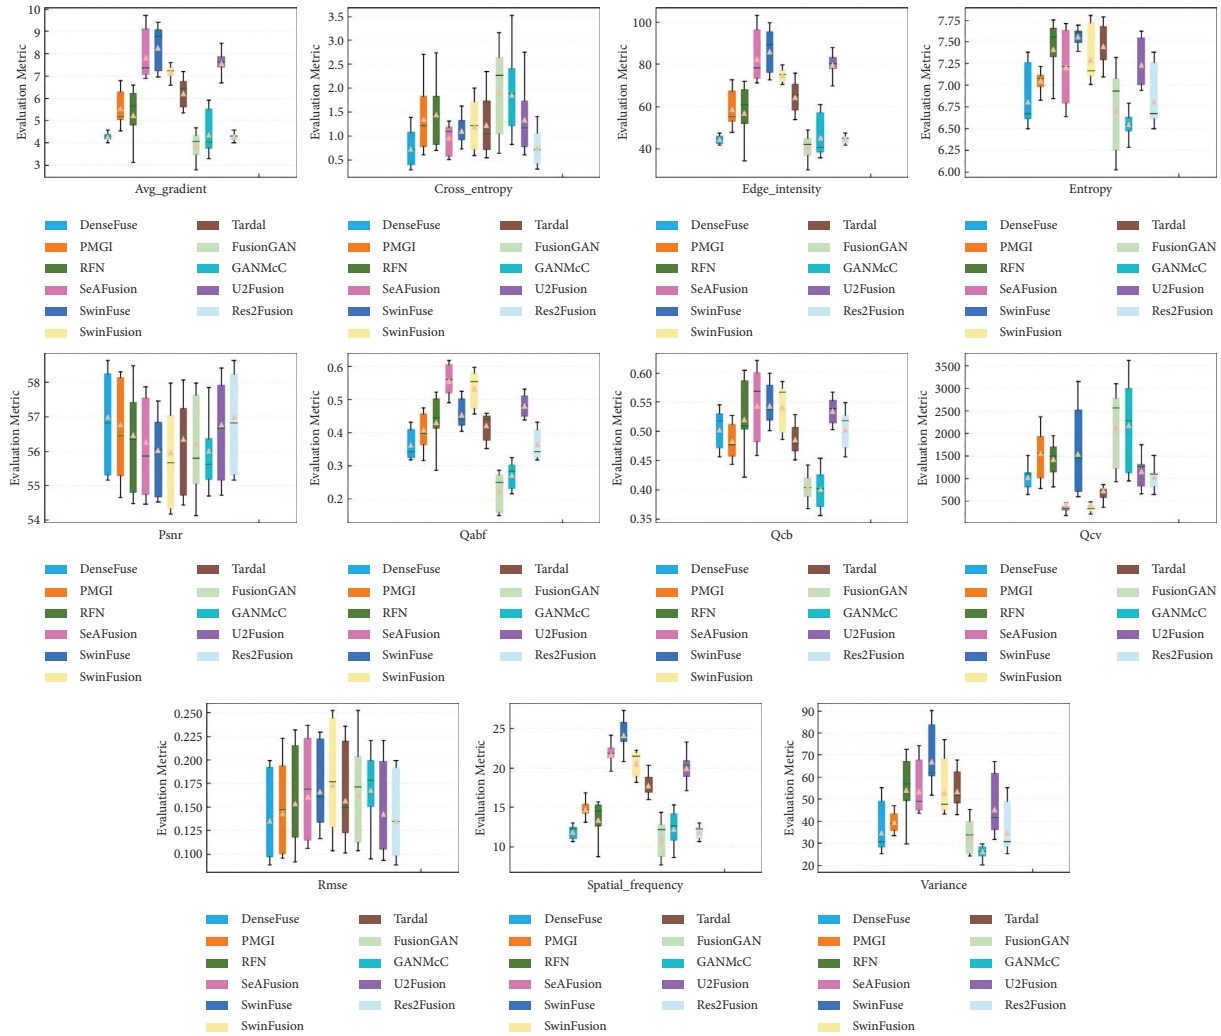 10
9
8
7
6
5
4
3
Evaluation Metric
Avg_gradient
3.5
3.0
2.5
2.0
1.5
1.0
0.5
Evaluation Metric
Cross_entropy
100
80
60
40
Evaluation Metric
Edge_intensity
7.75
7.50
7.25
7.00
6.75
6.50
6.25
6.00
Evaluation Metric
Entropy
DenseFuse
PMGI
RFN
SeAFusion
SwinFuse
SwinFusion
Tardal
FusionGAN
GANMcC
U2Fusion
Res2Fusion
DenseFuse
PMGI
RFN
SeAFusion
SwinFuse
SwinFusion
Tardal
FusionGAN
GANMcC
U2Fusion
Res2Fusion
DenseFuse
PMGI
RFN
SeAFusion
SwinFuse
SwinFusion
Tardal
FusionGAN
GANMcC
U2Fusion
Res2Fusion
DenseFuse
PMGI
RFN
SeAFusion
SwinFuse
SwinFusion
Tardal
FusionGAN
GANMcC
U2Fusion
Res2Fusion
58
57
56
55
54
Evaluation Metric
Psnr
0.6
0.5
0.4
0.3
0.2
Evaluation Metric
Qabf
0.60
0.55
0.50
0.45
0.40
0.35
Evaluation Metric
Qcb
3500
3000
2500
2000
1500
1000
500
Evaluation Metric
Qcv
DenseFuse
PMGI
RFN
SeAFusion
SwinFuse
SwinFusion
Tardal
FusionGAN
GANMcC
U2Fusion
Res2Fusion
DenseFuse
PMGI
RFN
SeAFusion
SwinFuse
SwinFusion
Tardal
FusionGAN
GANMcC
U2Fusion
Res2Fusion
DenseFuse
PMGI
RFN
SeAFusion
SwinFuse
SwinFusion
Tardal
FusionGAN
GANMcC
U2Fusion
Res2Fusion
DenseFuse
PMGI
RFN
SeAFusion
SwinFuse
SwinFusion
Tardal
FusionGAN
GANMcC
U2Fusion
Res2Fusion
0.250
0.225
0.200
0.175
0.150
0.125
0.100
Evaluation Metric
Rmse
25
20
15
10
Evaluation Metric
Spatial_frequency
90
80
70
60
50
40
30
20
Evaluation Metric
Variance
DenseFuse
PMGI
RFN
SeAFusion
SwinFuse
SwinFusion
Tardal
FusionGAN
GANMcC
U2Fusion
Res2Fusion
DenseFuse
PMGI
RFN
SeAFusion
SwinFuse
SwinFusion
Tardal
FusionGAN
GANMcC
U2Fusion
Res2Fusion
DenseFuse
PMGI
RFN
SeAFusion
SwinFuse
SwinFusion
Tardal
FusionGAN
GANMcC
U2Fusion
Res2Fusion